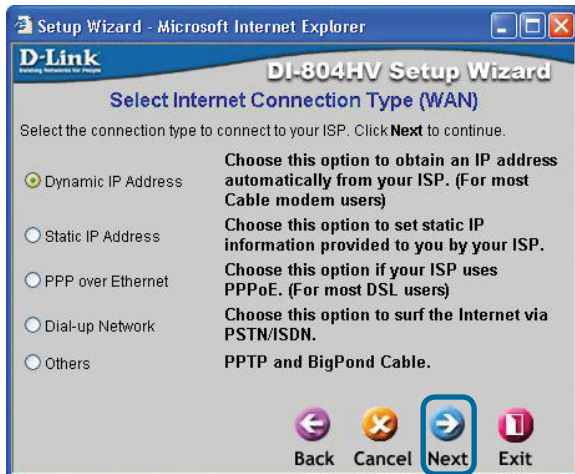 Setup Wizard - Microsoft Internet Explorer
D-Link
Building Networks for People
DI-804HV Setup Wizard
Select Internet Connection Type (WAN)
Select the connection type to connect to your ISP. Click Next to continue.
Dynamic IP Address
Choose this option to obtain an IP address
automatically from your ISP. (For most
Cable modem users)
Static IP Address
Choose this option to set static IP
information provided to you by your ISP.
PPP over Ethernet
Choose this option if your ISP uses
PPPoE. (For most DSL users)
Dial-up Network
Choose this option to surf the Internet via
PSTN/ISDN.
Others
PPTP and BigPond Cable.
Back Cancel Next Exit